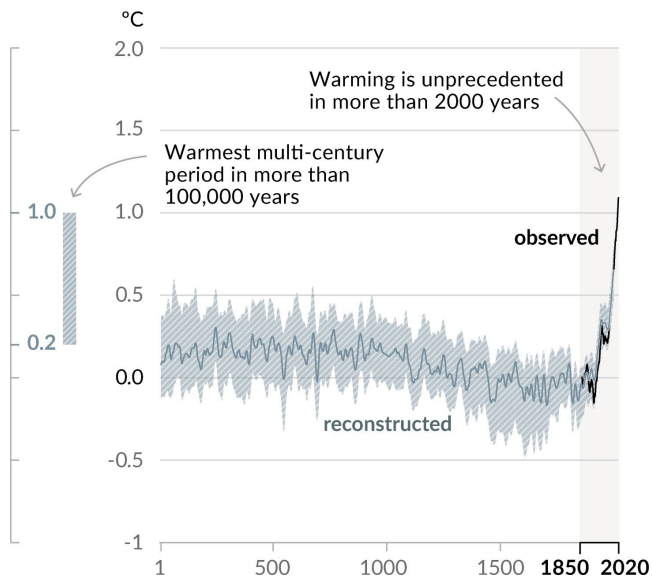 ºC
2.0
Warming is unprecedented
in more than 2000 years
1.5
Warmest multi-century
period in more than
100,000 years
1.0
1.0
observed
0.5
0.2
0.0
reconstructed
-0.5
-1
1 500 1000 1500 1850 2020